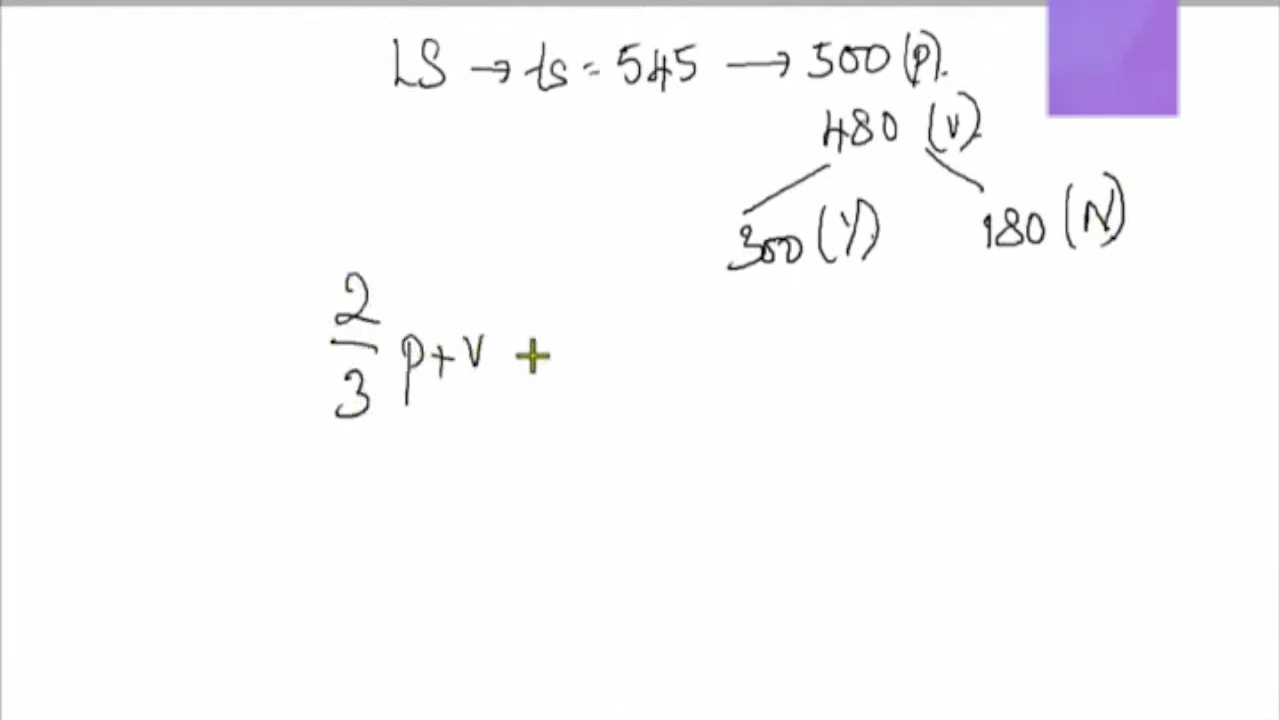 LS → ts = 545 → 500 (P).
480 (V).
300 (Y) 180 (N)
2/3 P+V